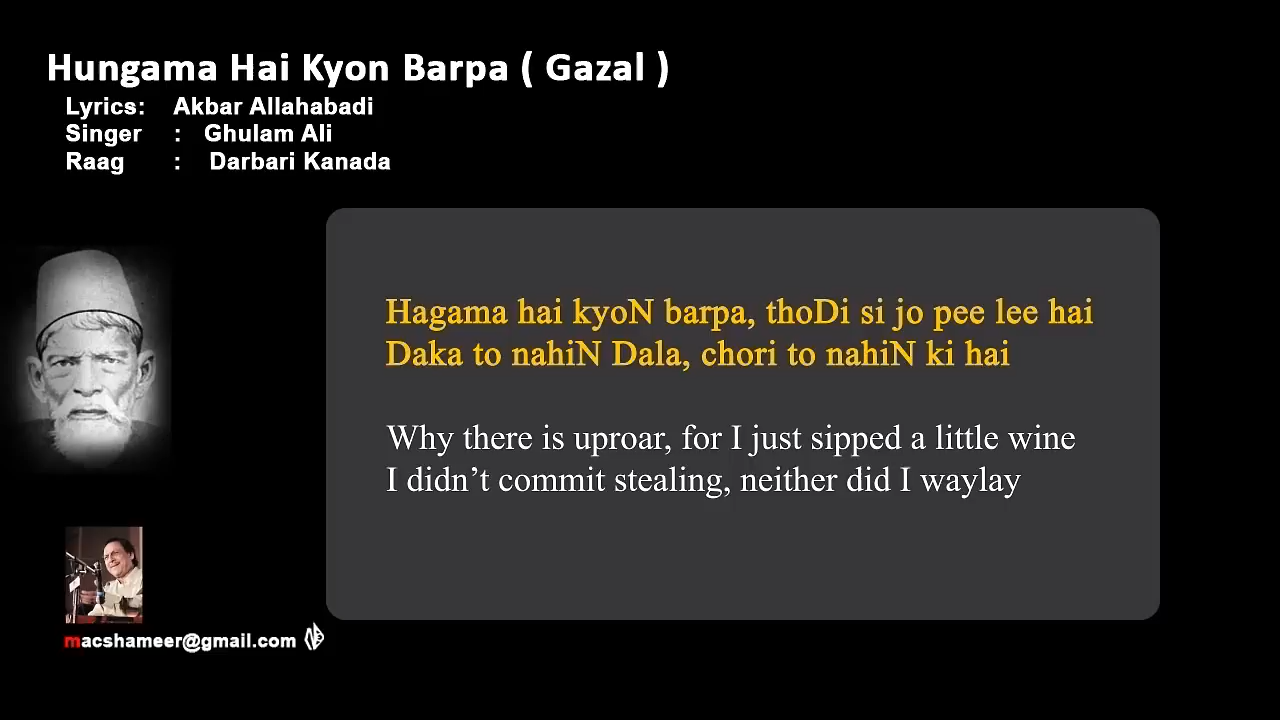 Hungama Hai Kyon Barpa ( Gazal )
Lyrics: Akbar Allahabadi
Singer : Ghulam Ali
Raag : Darbari Kanada
Hagama hai kyoN barpa, thoDi si jo pee lee hai
Daka to nahiN Dala, chori to nahiN ki hai
Why there is uproar, for I just sipped a little wine
I didn’t commit stealing, neither did I waylay
macshameer@gmail.com